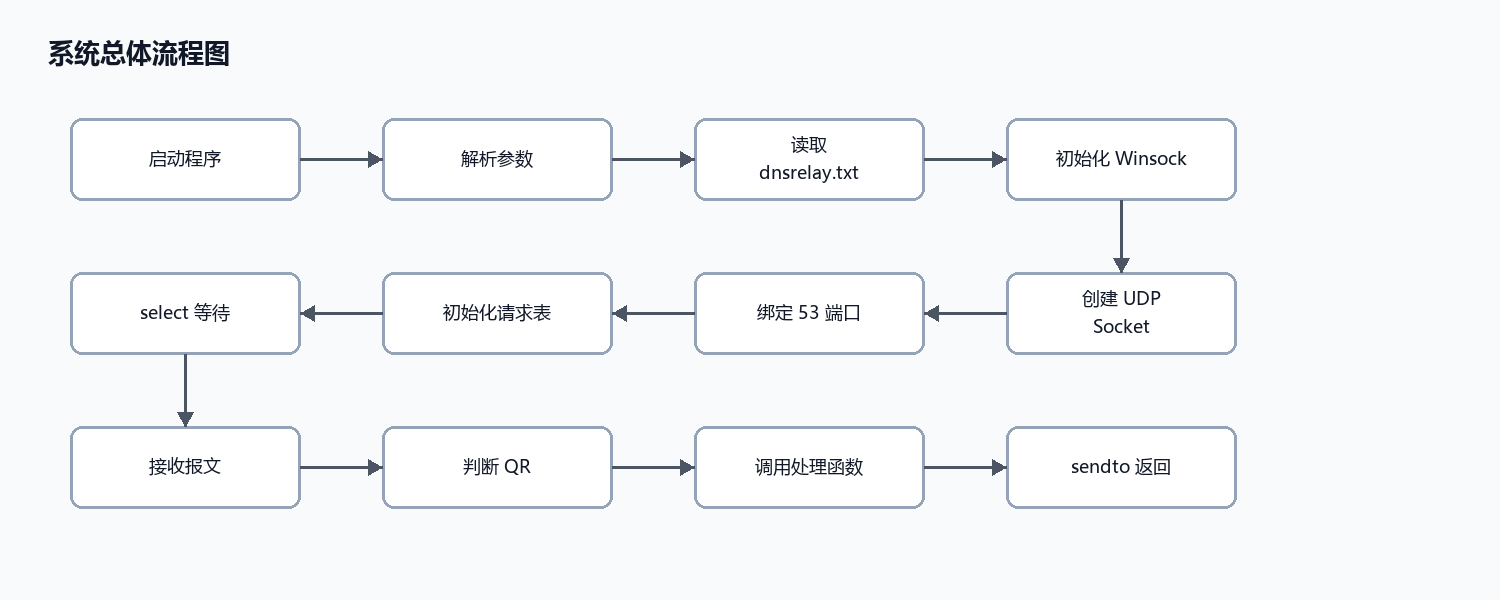 系统总体流程图
启动程序
解析参数
读取
dnsrelay.txt
初始化 Winsock
select 等待
初始化请求表
绑定 53 端口
创建 UDP
Socket
接收报文
判断 QR
调用处理函数
sendto 返回